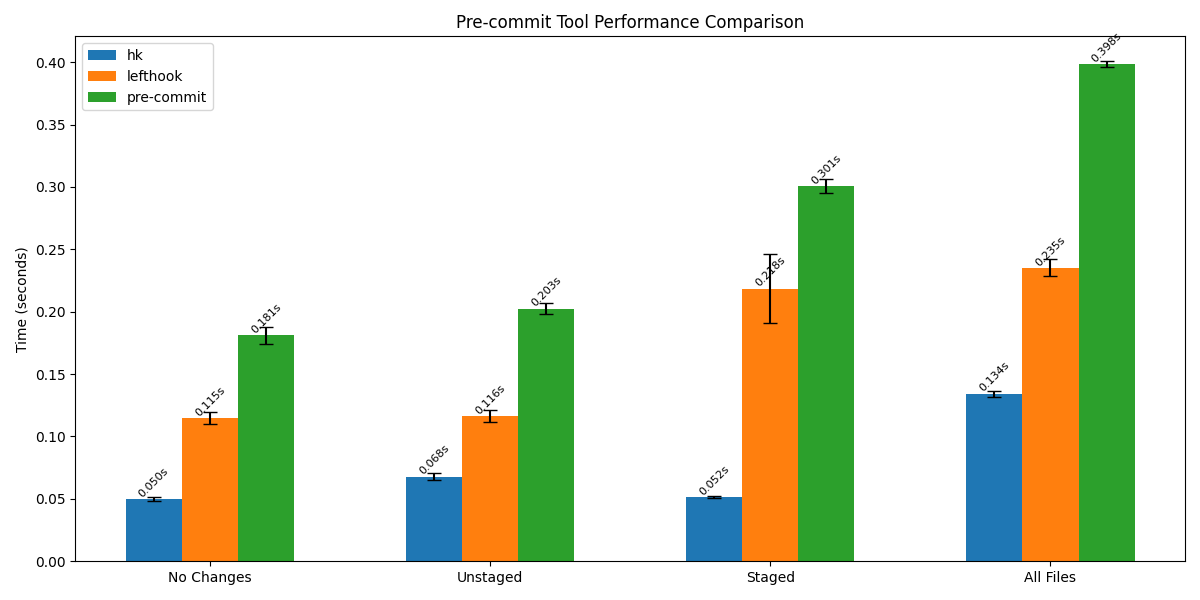 Pre-commit Tool Performance Comparison
hk
lefthook
pre-commit
Time (seconds)
0.40
0.35
0.30
0.25
0.20
0.15
0.10
0.05
0.00
0.050s
0.115s
0.181s
0.068s
0.116s
0.203s
0.052s
0.218s
0.301s
0.134s
0.235s
0.398s
No Changes
Unstaged
Staged
All Files